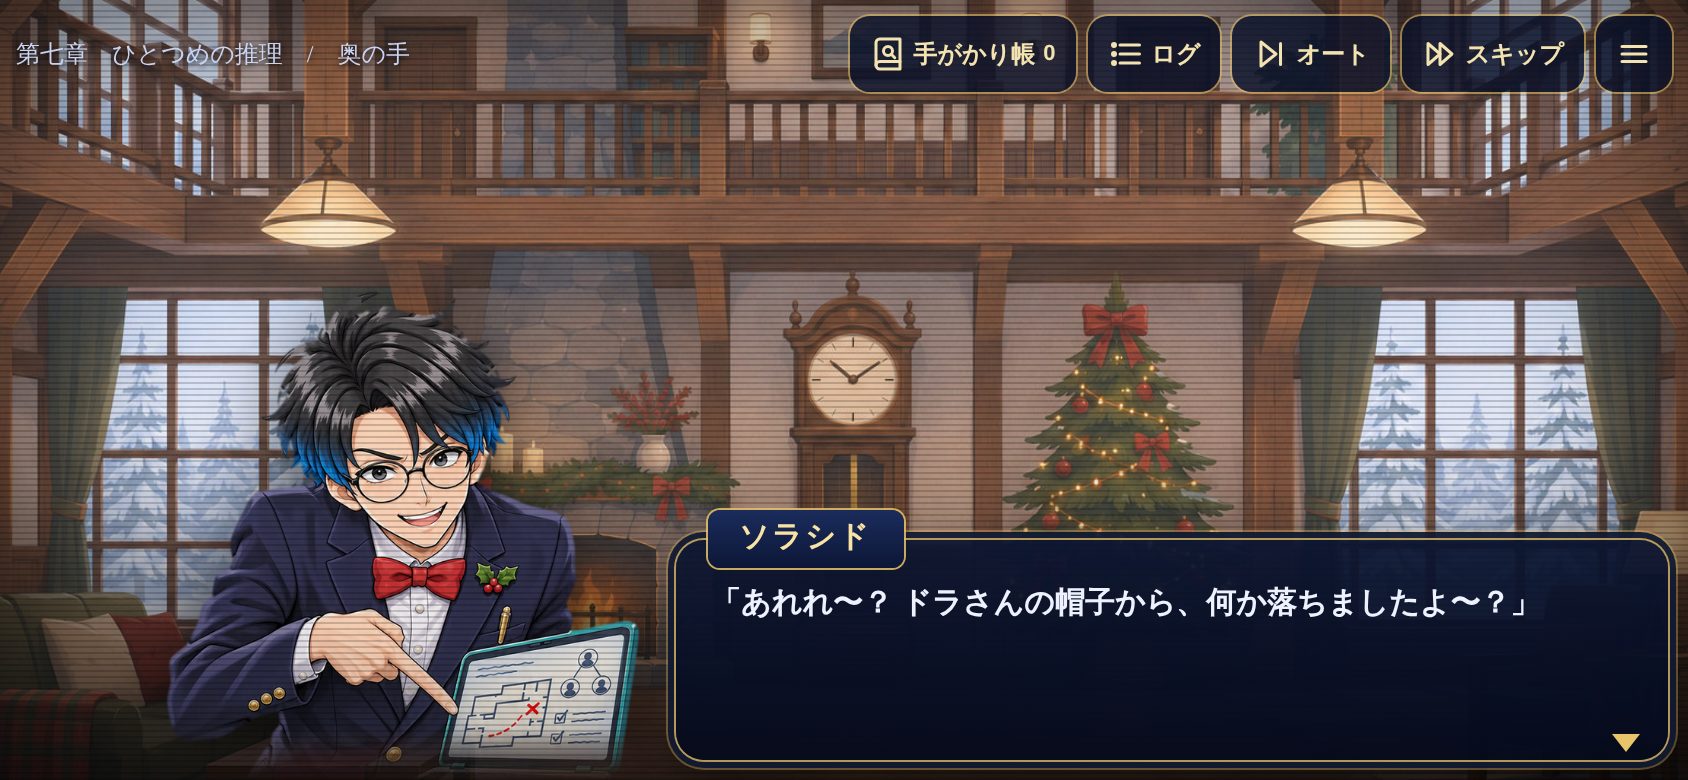 第七章　ひとつめの推理　/　奥の手
手がかり帳 0
ログ
オート
スキップ
ソラシド
「あれれ〜？ ドラさんの帽子から、何か落ちましたよ〜？」